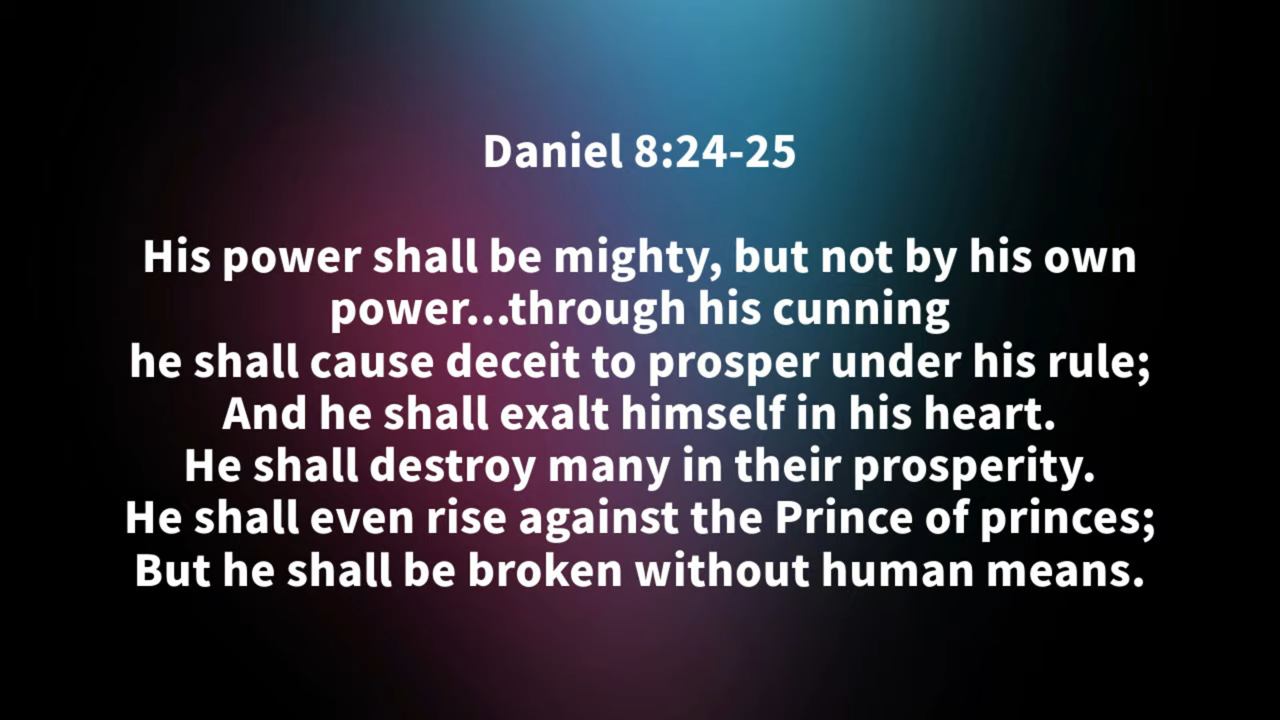 Daniel 8:24-25
His power shall be mighty, but not by his own
power...through his cunning
he shall cause deceit to prosper under his rule;
And he shall exalt himself in his heart.
He shall destroy many in their prosperity.
He shall even rise against the Prince of princes;
But he shall be broken without human means.